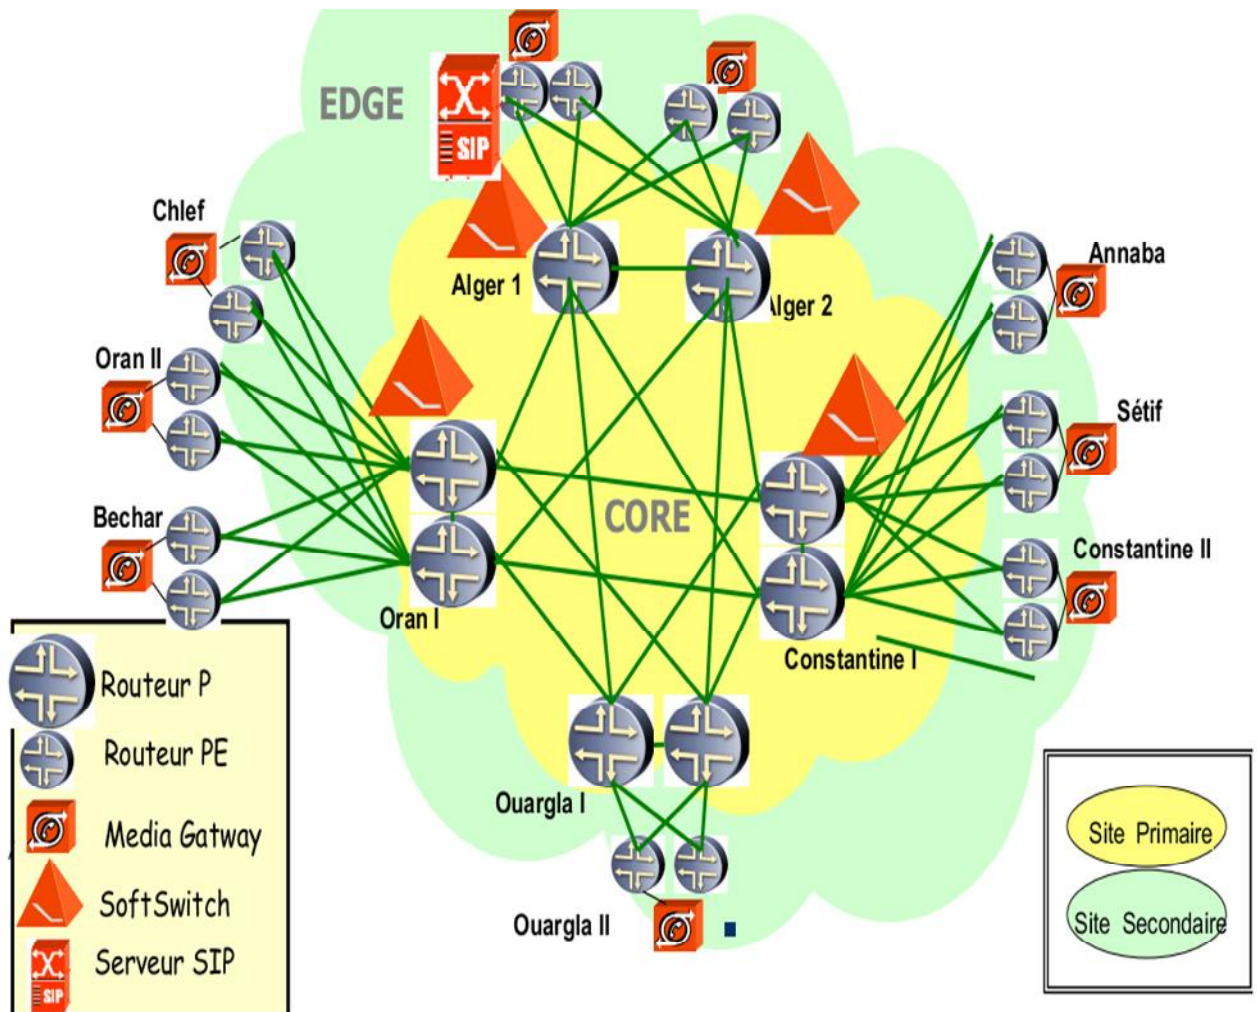 EDGE
SIP
Chlef
Annaba
Alger 1
Alger 2
Oran II
Sétif
Bechar
CORE
Constantine II
Oran I
Constantine I
Ouargla I
Ouargla II
Routeur P
Routeur PE
Media Gatway
SoftSwitch
Serveur SIP
SIP
Site Primaire
Site Secondaire